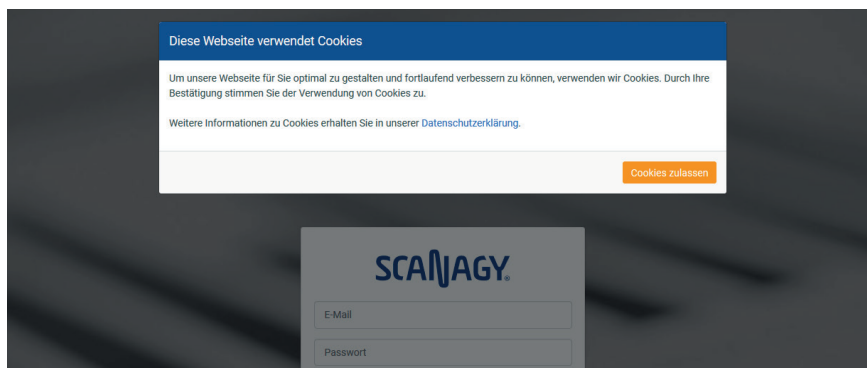 Diese Webseite verwendet Cookies
Um unsere Webseite für Sie optimal zu gestalten und fortlaufend verbessern zu können, verwenden wir Cookies. Durch Ihre
Bestätigung stimmen Sie der Verwendung von Cookies zu.
Weitere Informationen zu Cookies erhalten Sie in unserer Datenschutzerklärung.
Cookies zulassen
SCANAGY®
E-Mail
Passwort